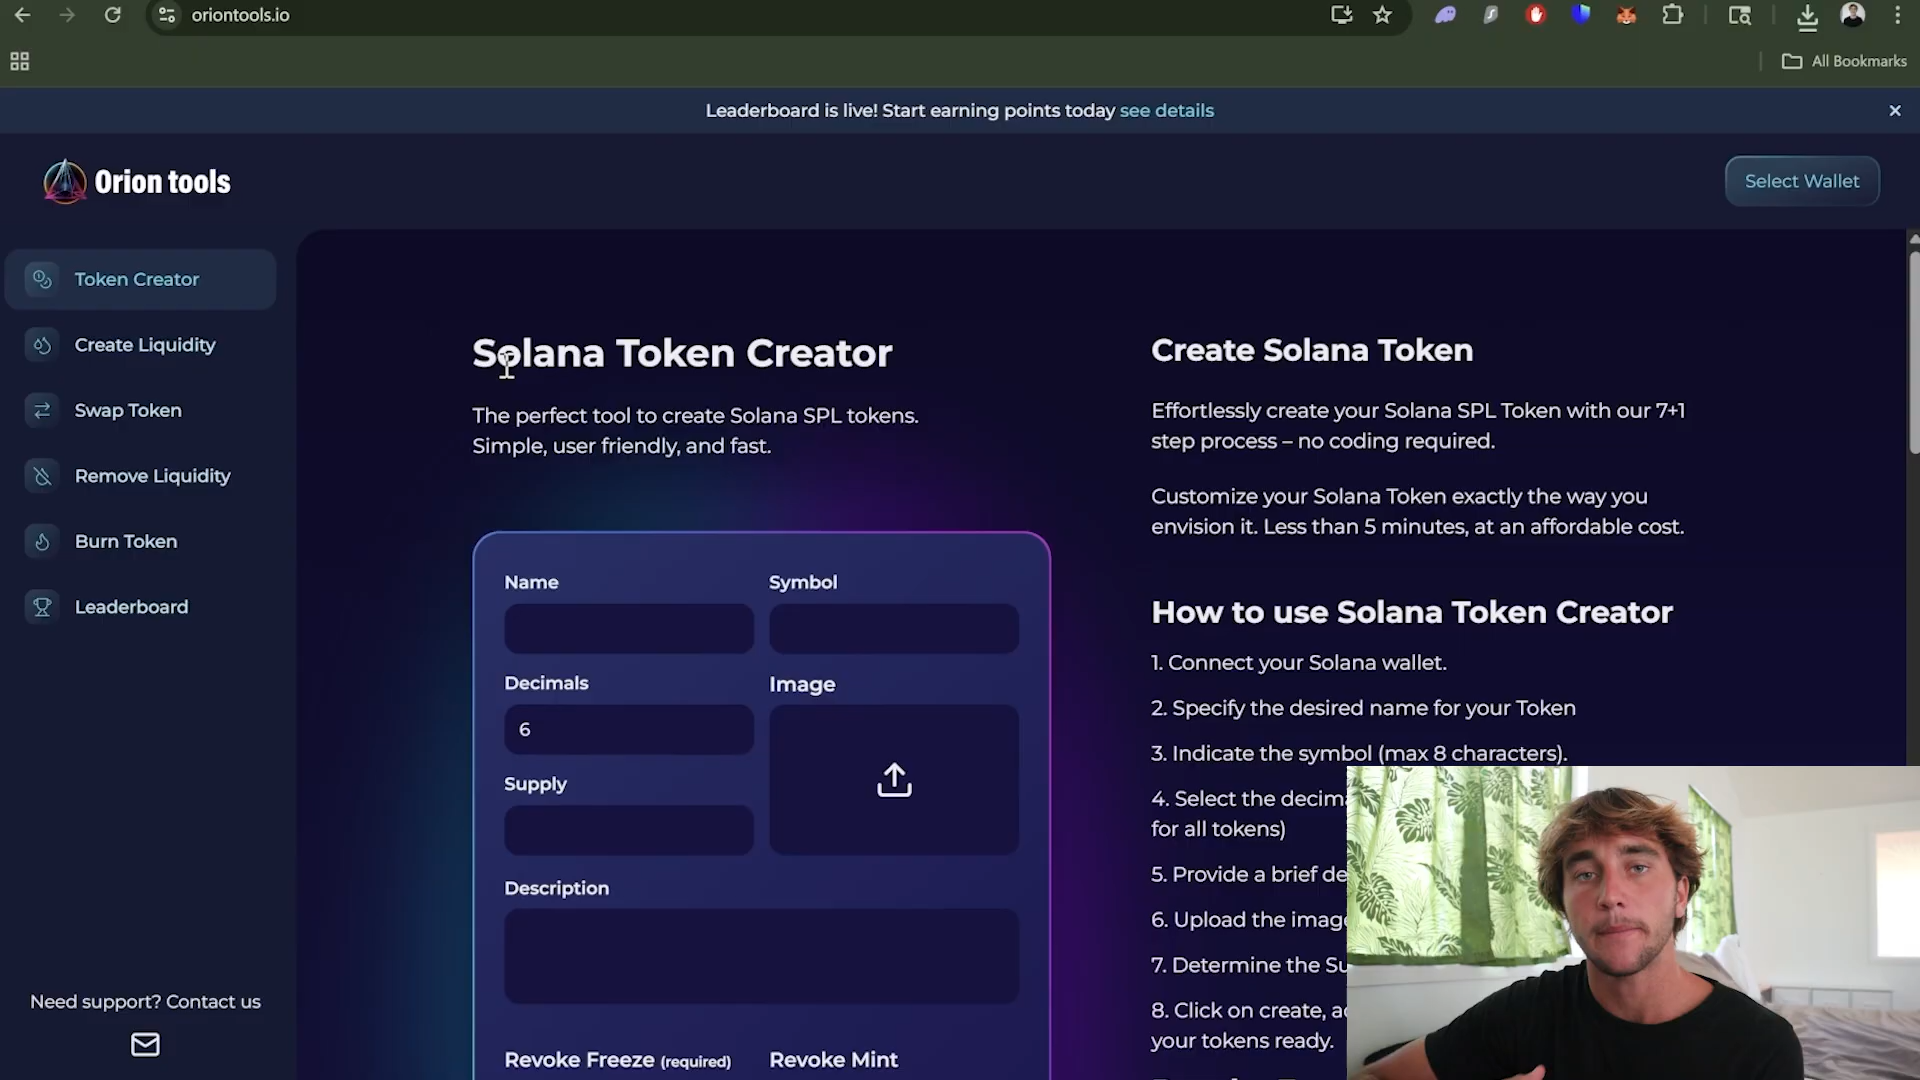 oriontools.io
All Bookmarks
Leaderboard is live! Start earning points today see details
Orion tools
Select Wallet
Token Creator
Create Liquidity
Swap Token
Remove Liquidity
Burn Token
Leaderboard
Need support? Contact us
Solana Token Creator
The perfect tool to create Solana SPL tokens.
Simple, user friendly, and fast.
Name
Symbol
Decimals
6
Image
Supply
Description
Revoke Freeze (required)
Revoke Mint
Create Solana Token
Effortlessly create your Solana SPL Token with our 7+1
step process – no coding required.
Customize your Solana Token exactly the way you
envision it. Less than 5 minutes, at an affordable cost.
How to use Solana Token Creator
1. Connect your Solana wallet.
2. Specify the desired name for your Token
3. Indicate the symbol (max 8 characters).
4. Select the
for all tokens)
5. Provide a brief
6. Upload the
7. Determine the
8. Click on create,
your tokens ready.